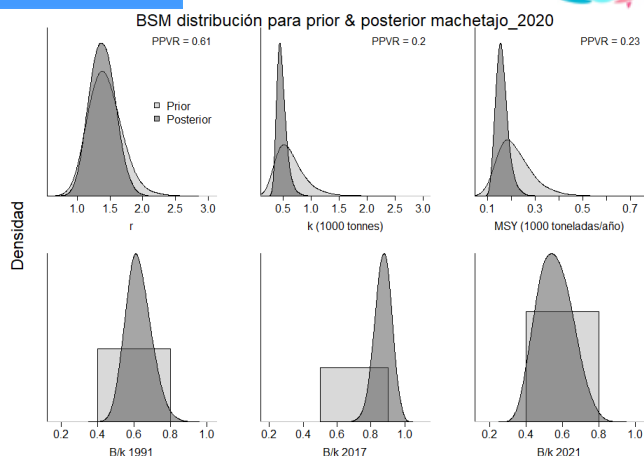 BSM distribución para prior & posterior machetajo_2020
PPVR = 0.61
PPVR = 0.2
PPVR = 0.23
Prior
Posterior
Densidad
1.0 1.5 2.0 2.5 3.0
r
0.5 1.0 1.5 2.0 2.5 3.0
k (1000 tonnes)
0.1 0.3 0.5 0.7
MSY (1000 toneladas/año)
0.2 0.4 0.6 0.8 1.0
B/k 1991
0.2 0.4 0.6 0.8 1.0
B/k 2017
0.2 0.4 0.6 0.8 1.0
B/k 2021